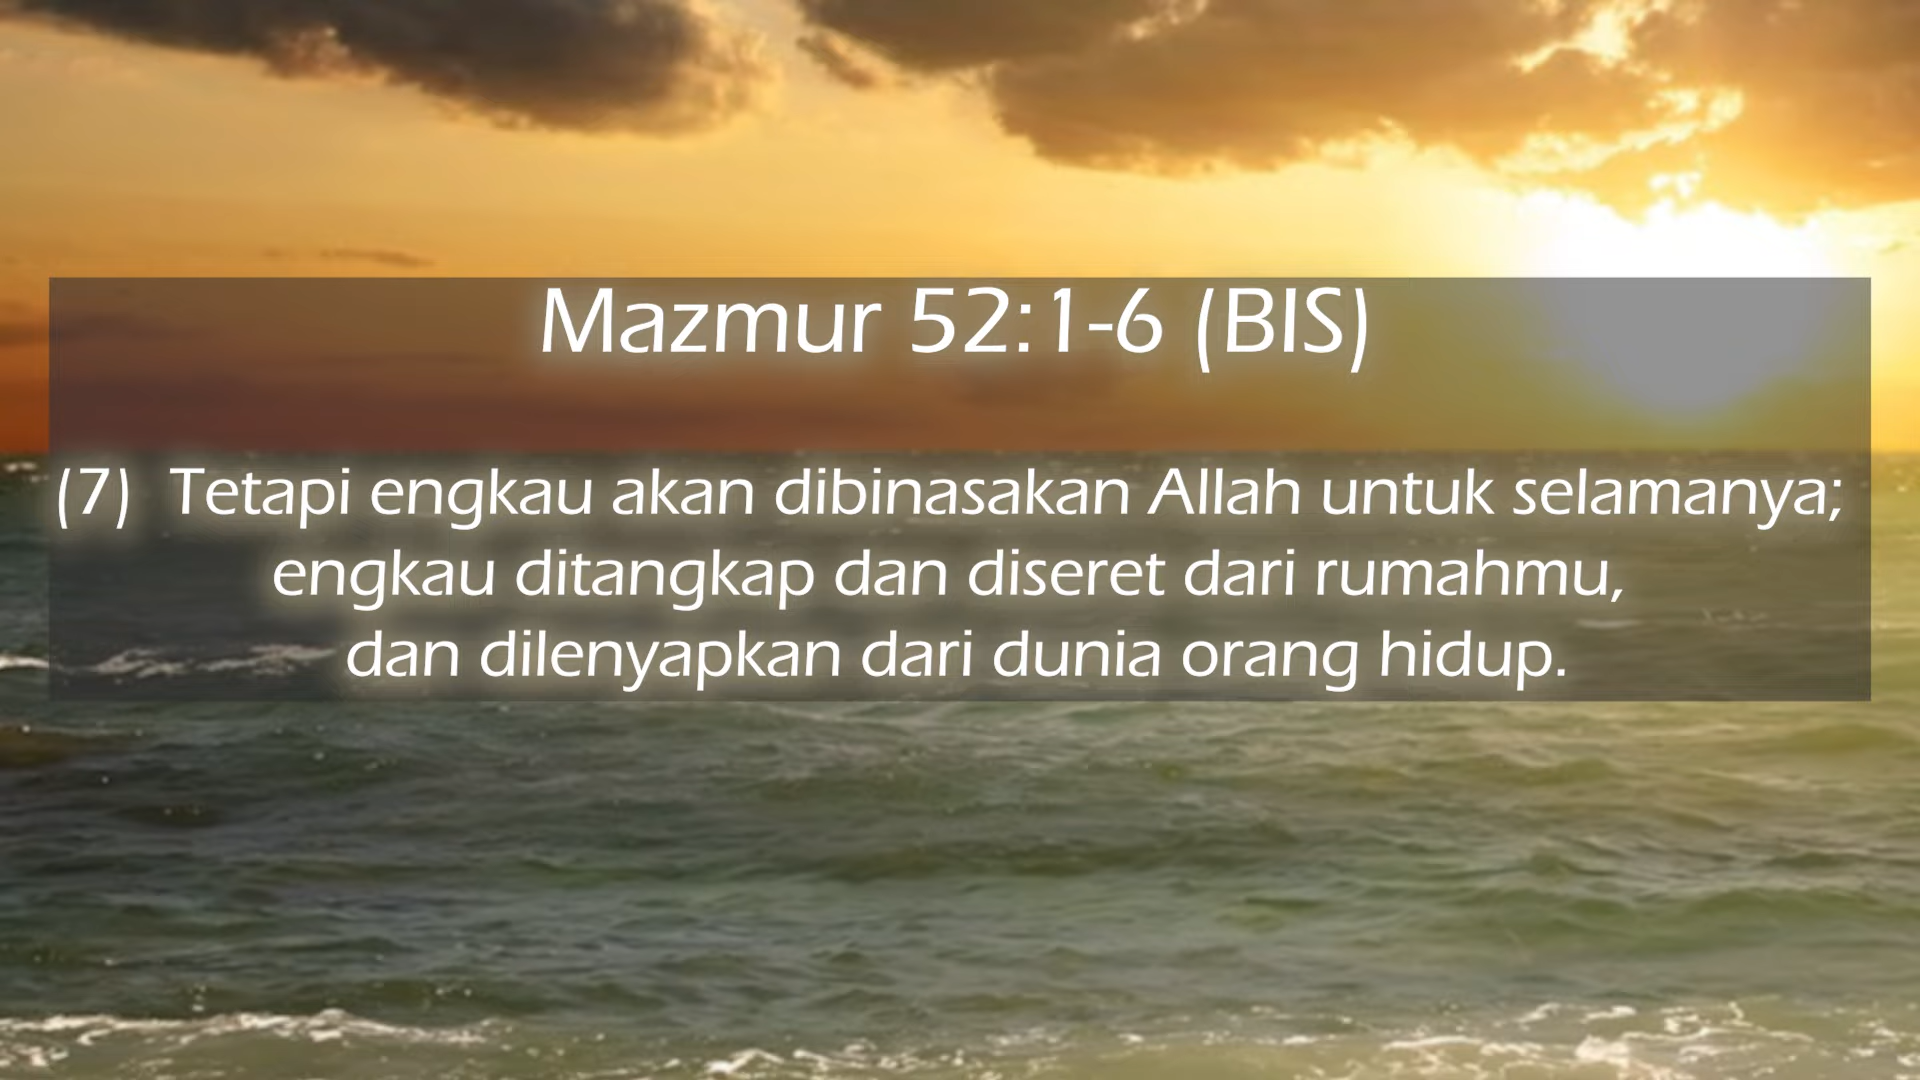 Mazmur 52:1-6 (BIS)
(7) Tetapi engkau akan dibinasakan Allah untuk selamanya;
engkau ditangkap dan diseret dari rumahmu,
dan dilenyapkan dari dunia orang hidup.